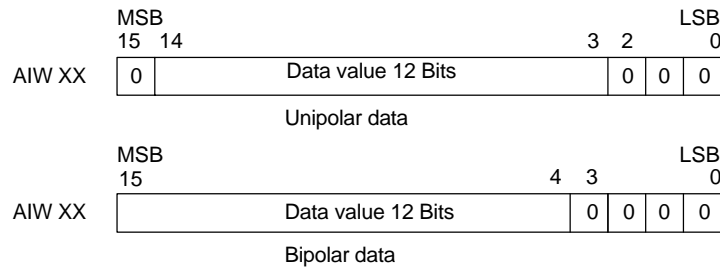 MSB LSB
15 14 3 2 0
AIW XX 0 Data value 12 Bits 0 0 0
Unipolar data
MSB LSB
15 4 3 0
AIW XX Data value 12 Bits 0 0 0 0
Bipolar data